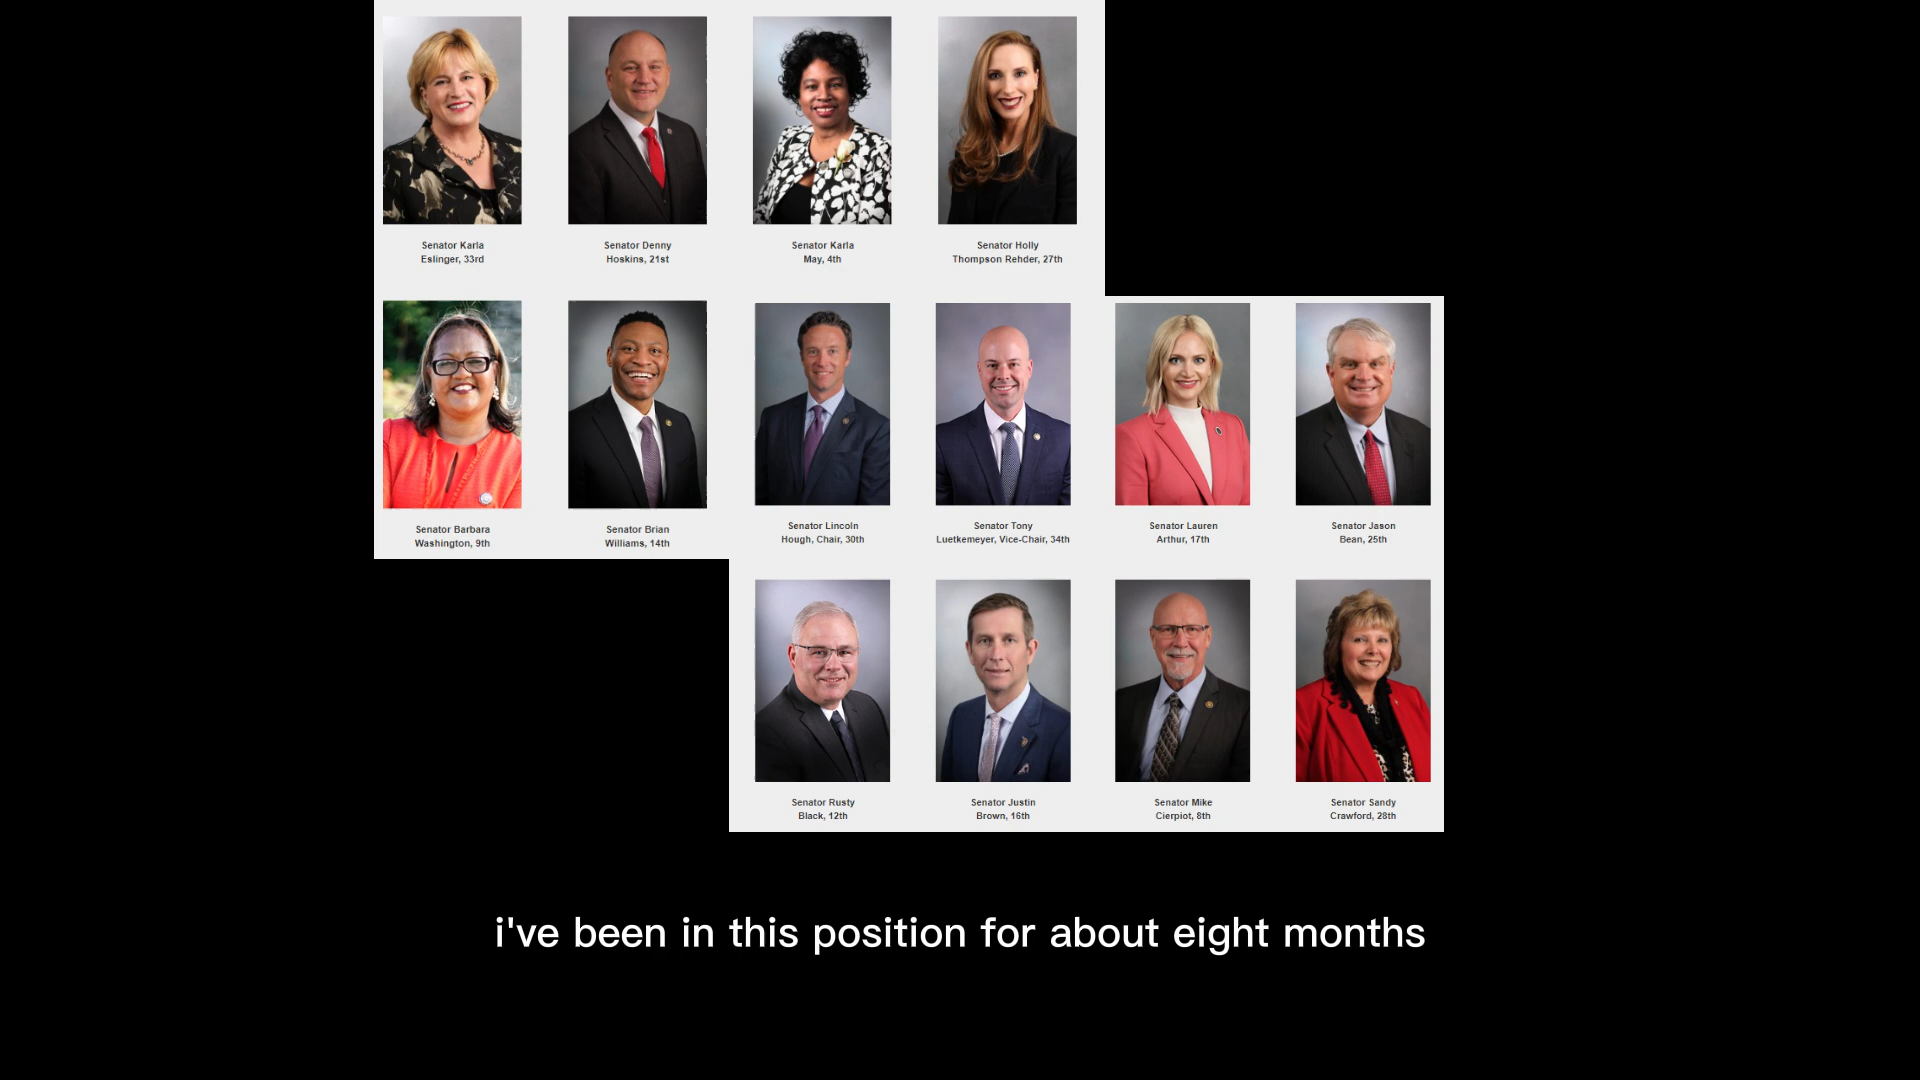 Senator Karla
Eslinger, 33rd
Senator Denny
Hoskins, 21st
Senator Karla
May, 4th
Senator Holly
Thompson Rehder, 27th
Senator Barbara
Washington, 9th
Senator Brian
Williams, 14th
Senator Lincoln
Hough, Chair, 30th
Senator Tony
Luetkemeyer, Vice-Chair, 34th
Senator Lauren
Arthur, 17th
Senator Jason
Bean, 25th
Senator Rusty
Black, 12th
Senator Justin
Brown, 16th
Senator Mike
Cierpiot, 8th
Senator Sandy
Crawford, 28th
i've been in this position for about eight months